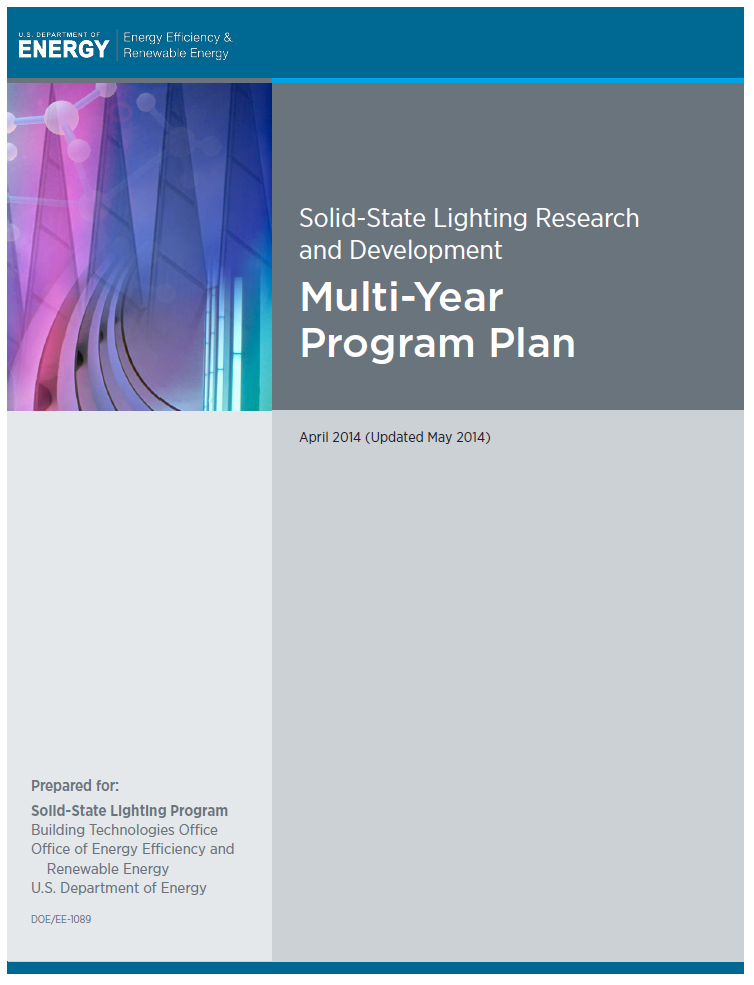 U.S. DEPARTMENT OF
ENERGY
Energy Efficiency &
Renewable Energy
Solid-State Lighting Research
and Development
Multi-Year
Program Plan
April 2014 (Updated May 2014)
Prepared for:
Solid-State Lighting Program
Building Technologies Office
Office of Energy Efficiency and
Renewable Energy
U.S. Department of Energy
DOE/EE-1089